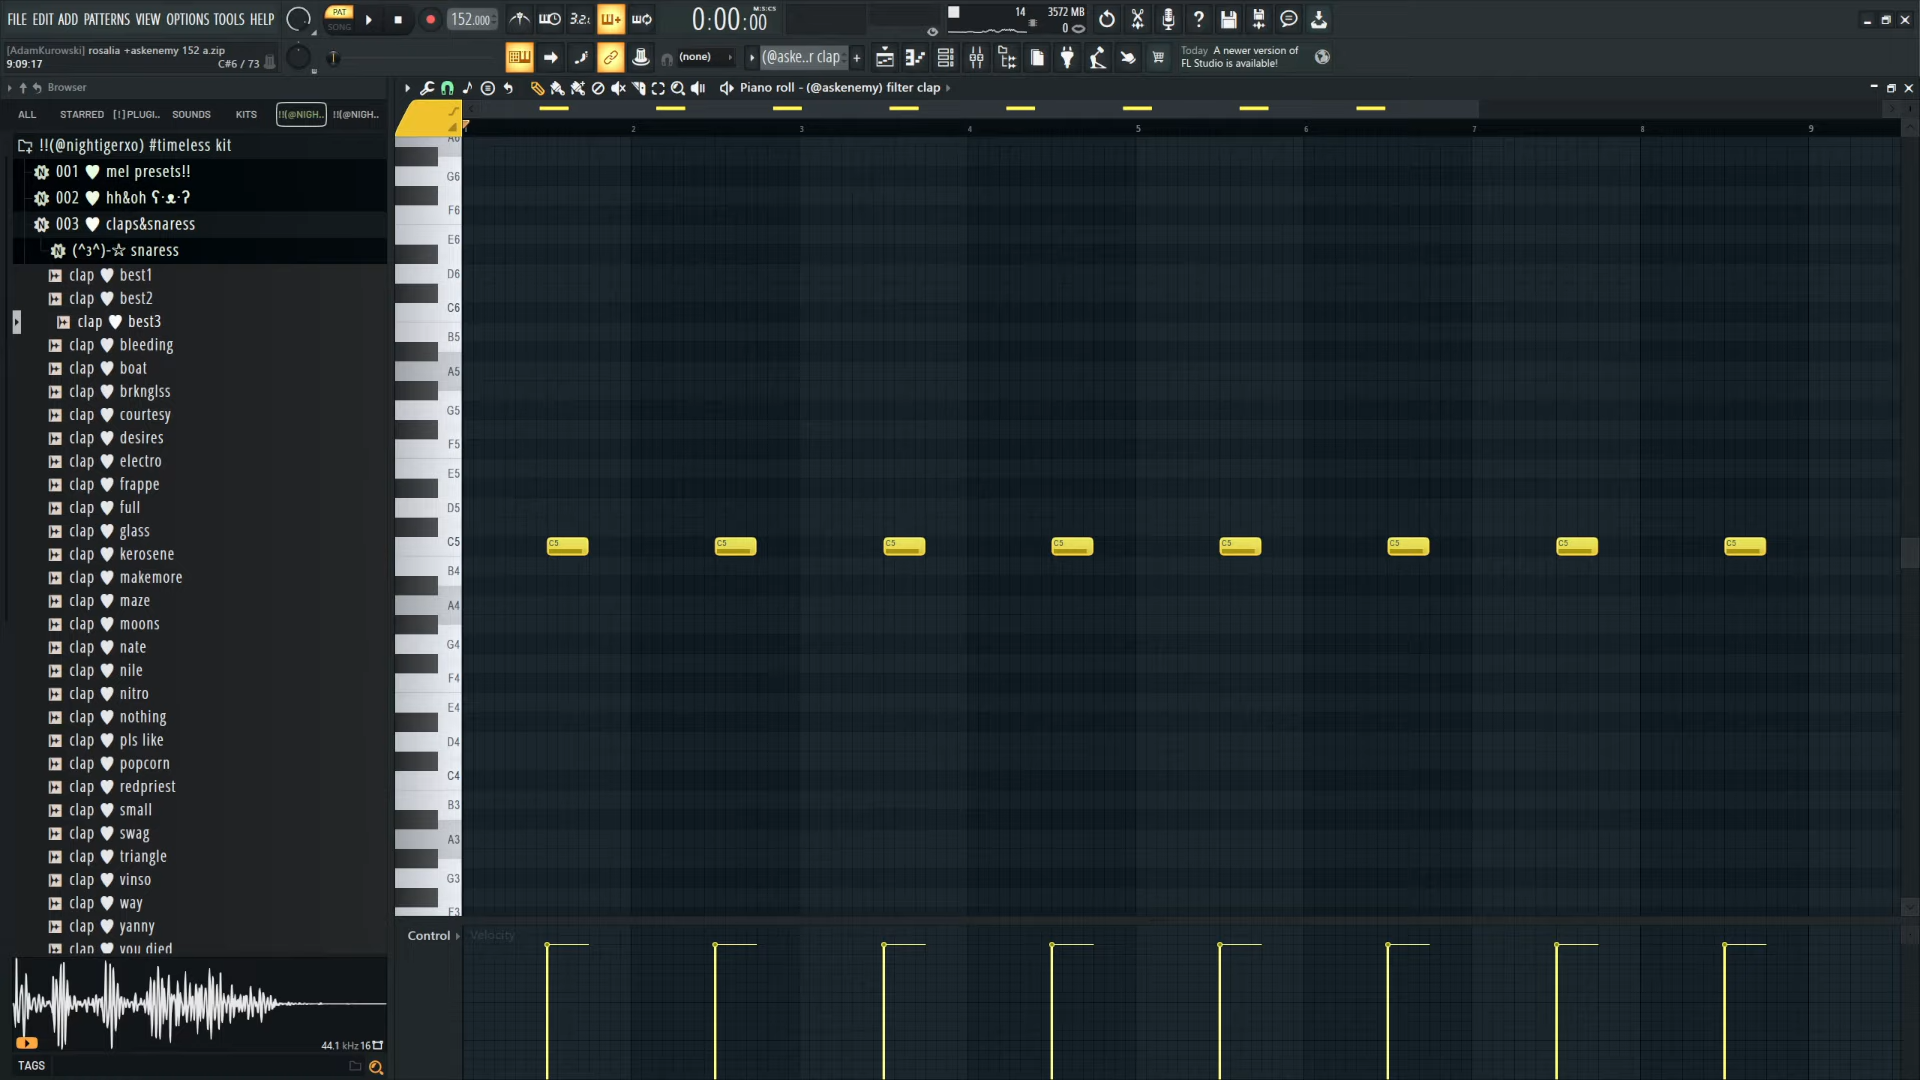 FILE EDIT ADD PATTERNS VIEW OPTIONS TOOLS HELP
PAT
SONG
152.000
3.2.
0:00:00
M:S:CS
14
3572 MB
0
[AdamKurowski] rosalia +askenemy 152 a.zip
9:09:17
C#6 / 73
(none)
(@aske..r clap
Today A newer version of
FL Studio is available!
Browser
Piano roll - (@askenemy) filter clap
ALL
STARRED
[!]PLUGI..
SOUNDS
KITS
!!(@NIGH..
!!(@NIGH..
!!(@nightigerxo) #timeless kit
001 ♥ mel presets!!
002 ♥ hh&oh ʕ·ᴥ·ʔ
003 ♥ claps&snaress
(^з^)-☆ snaress
clap ♥ best1
clap ♥ best2
clap ♥ best3
clap ♥ bleeding
clap ♥ boat
clap ♥ brknglss
clap ♥ courtesy
clap ♥ desires
clap ♥ electro
clap ♥ frappe
clap ♥ full
clap ♥ glass
clap ♥ kerosene
clap ♥ makemore
clap ♥ maze
clap ♥ moons
clap ♥ nate
clap ♥ nile
clap ♥ nitro
clap ♥ nothing
clap ♥ pls like
clap ♥ popcorn
clap ♥ redpriest
clap ♥ small
clap ♥ swag
clap ♥ triangle
clap ♥ vinso
clap ♥ way
clap ♥ yanny
clap ♥ you died
44.1 kHz 16
TAGS
1 2 3 4 5 6 7 8 9
A6
G6
F6
E6
D6
C6
B5
A5
G5
F5
E5
D5
C5
B4
A4
G4
F4
E4
D4
C4
B3
A3
G3
F3
C5 C5 C5 C5 C5 C5 C5 C5
Control
Velocity